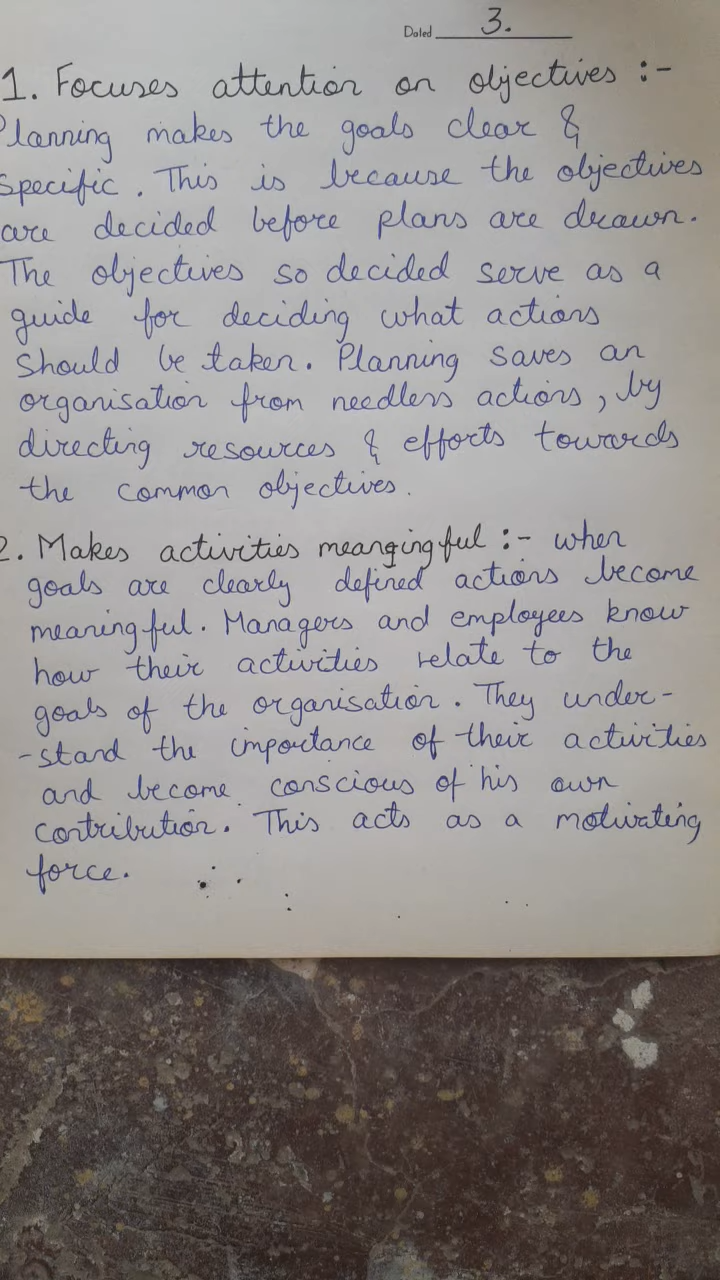 Dated 3.
1. Focuses attention on objectives :-
Planning makes the goals clear &
specific. This is because the objectives
are decided before plans are drawn.
The objectives so decided serve as a
guide for deciding what actions
should be taken. Planning saves an
organisation from needless actions, by
directing resources & efforts towards
the common objectives.
2. Makes activities meangingful :- when
goals are clearly defined actions become
meaningful. Managers and employees know
how their activities relate to the
goals of the organisation. They under-
-stand the importance of their activities
and become conscious of his own
contribution. This acts as a motivating
force.